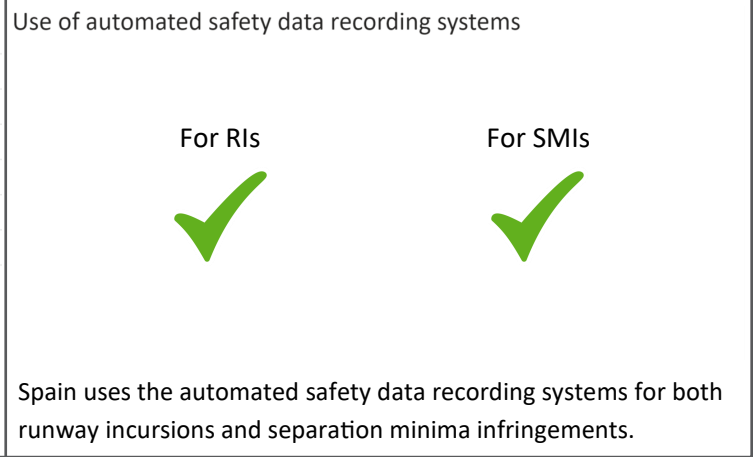 Use of automated safety data recording systems
For RIs
For SMIs
Spain uses the automated safety data recording systems for both
runway incursions and separation minima infringements.